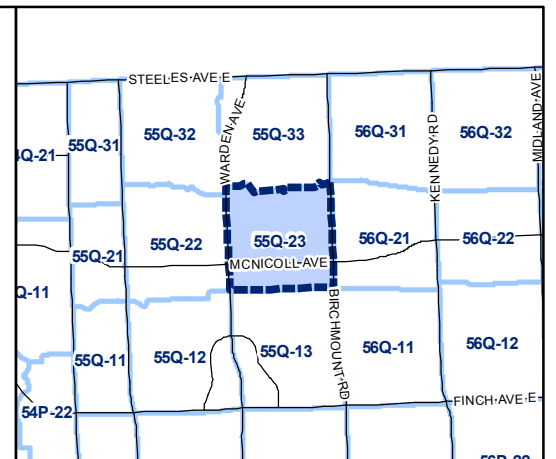 STEELES AVE E
WARDEN AVE
KENNEDY RD
MIDLAND AVE
55Q-32
55Q-33
56Q-31
56Q-32
55Q-31
Q-21
55Q-22
55Q-23
56Q-21
56Q-22
55Q-21
MCNICOLL AVE
Q-11
BIRCHMOUNT RD
55Q-11
55Q-12
55Q-13
56Q-11
56Q-12
54P-22
FINCH AVE E